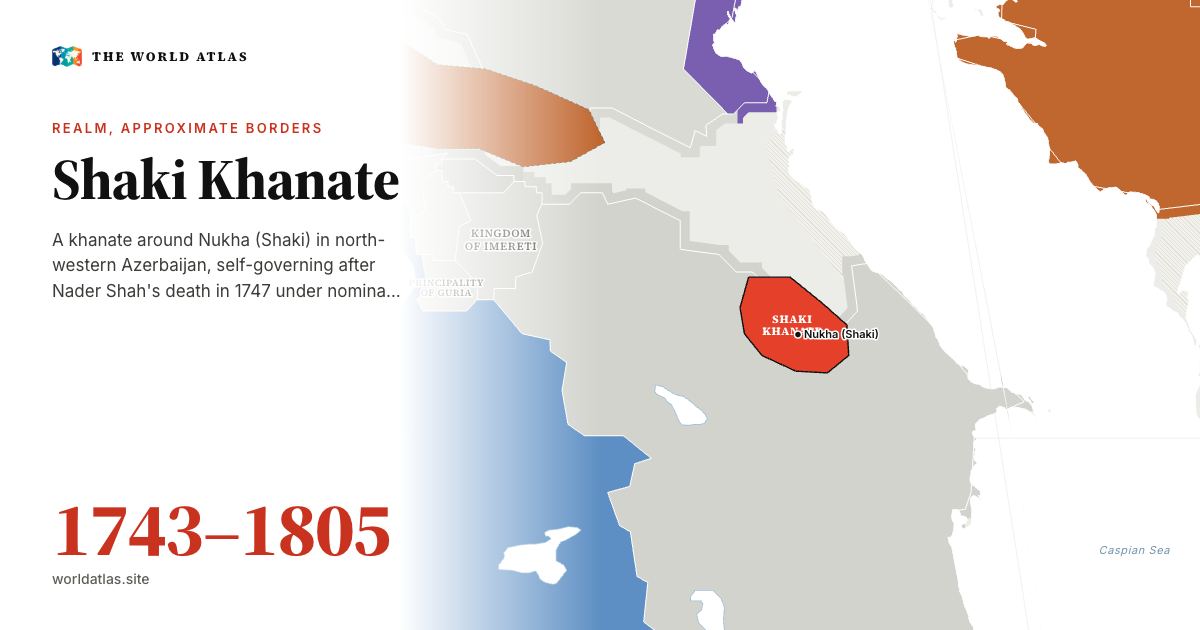 THE WORLD ATLAS
REALM, APPROXIMATE BORDERS
Shaki Khanate
A khanate around Nukha (Shaki) in north-
western Azerbaijan, self-governing after
Nader Shah's death in 1747 under nomina...
1743–1805
worldatlas.site
KINGDOM
OF IMERETI
PRINCIPALITY
OF GURIA
SHAKI
Nukha (Shaki)
Caspian Sea